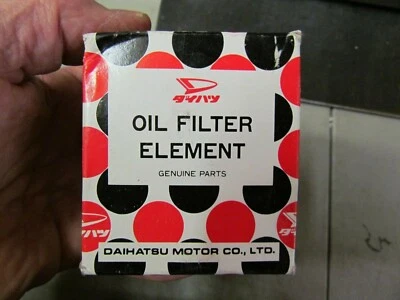 ダイハツ
OIL FILTER
ELEMENT
GENUINE PARTS
DAIHATSU MOTOR CO., LTD.